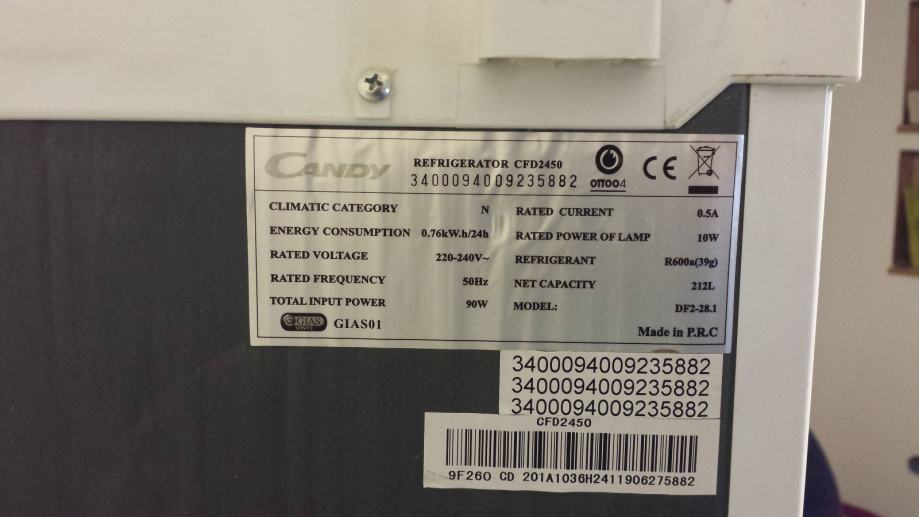 CANDY
REFRIGERATOR CFD2450
3400094009235882
OTTOO4
CE
CLIMATIC CATEGORY N
ENERGY CONSUMPTION 0.76kW.h/24h
RATED VOLTAGE 220-240V~
RATED FREQUENCY 50Hz
TOTAL INPUT POWER 90W
GIAS SERVICE GIAS01
RATED CURRENT 0.5A
RATED POWER OF LAMP 10W
REFRIGERANT R600a(39g)
NET CAPACITY 212L
MODEL: DF2-28.1
Made in P.R.C
3400094009235882
3400094009235882
3400094009235882
CFD2450
9F260 CD 201A1036H2411906275882